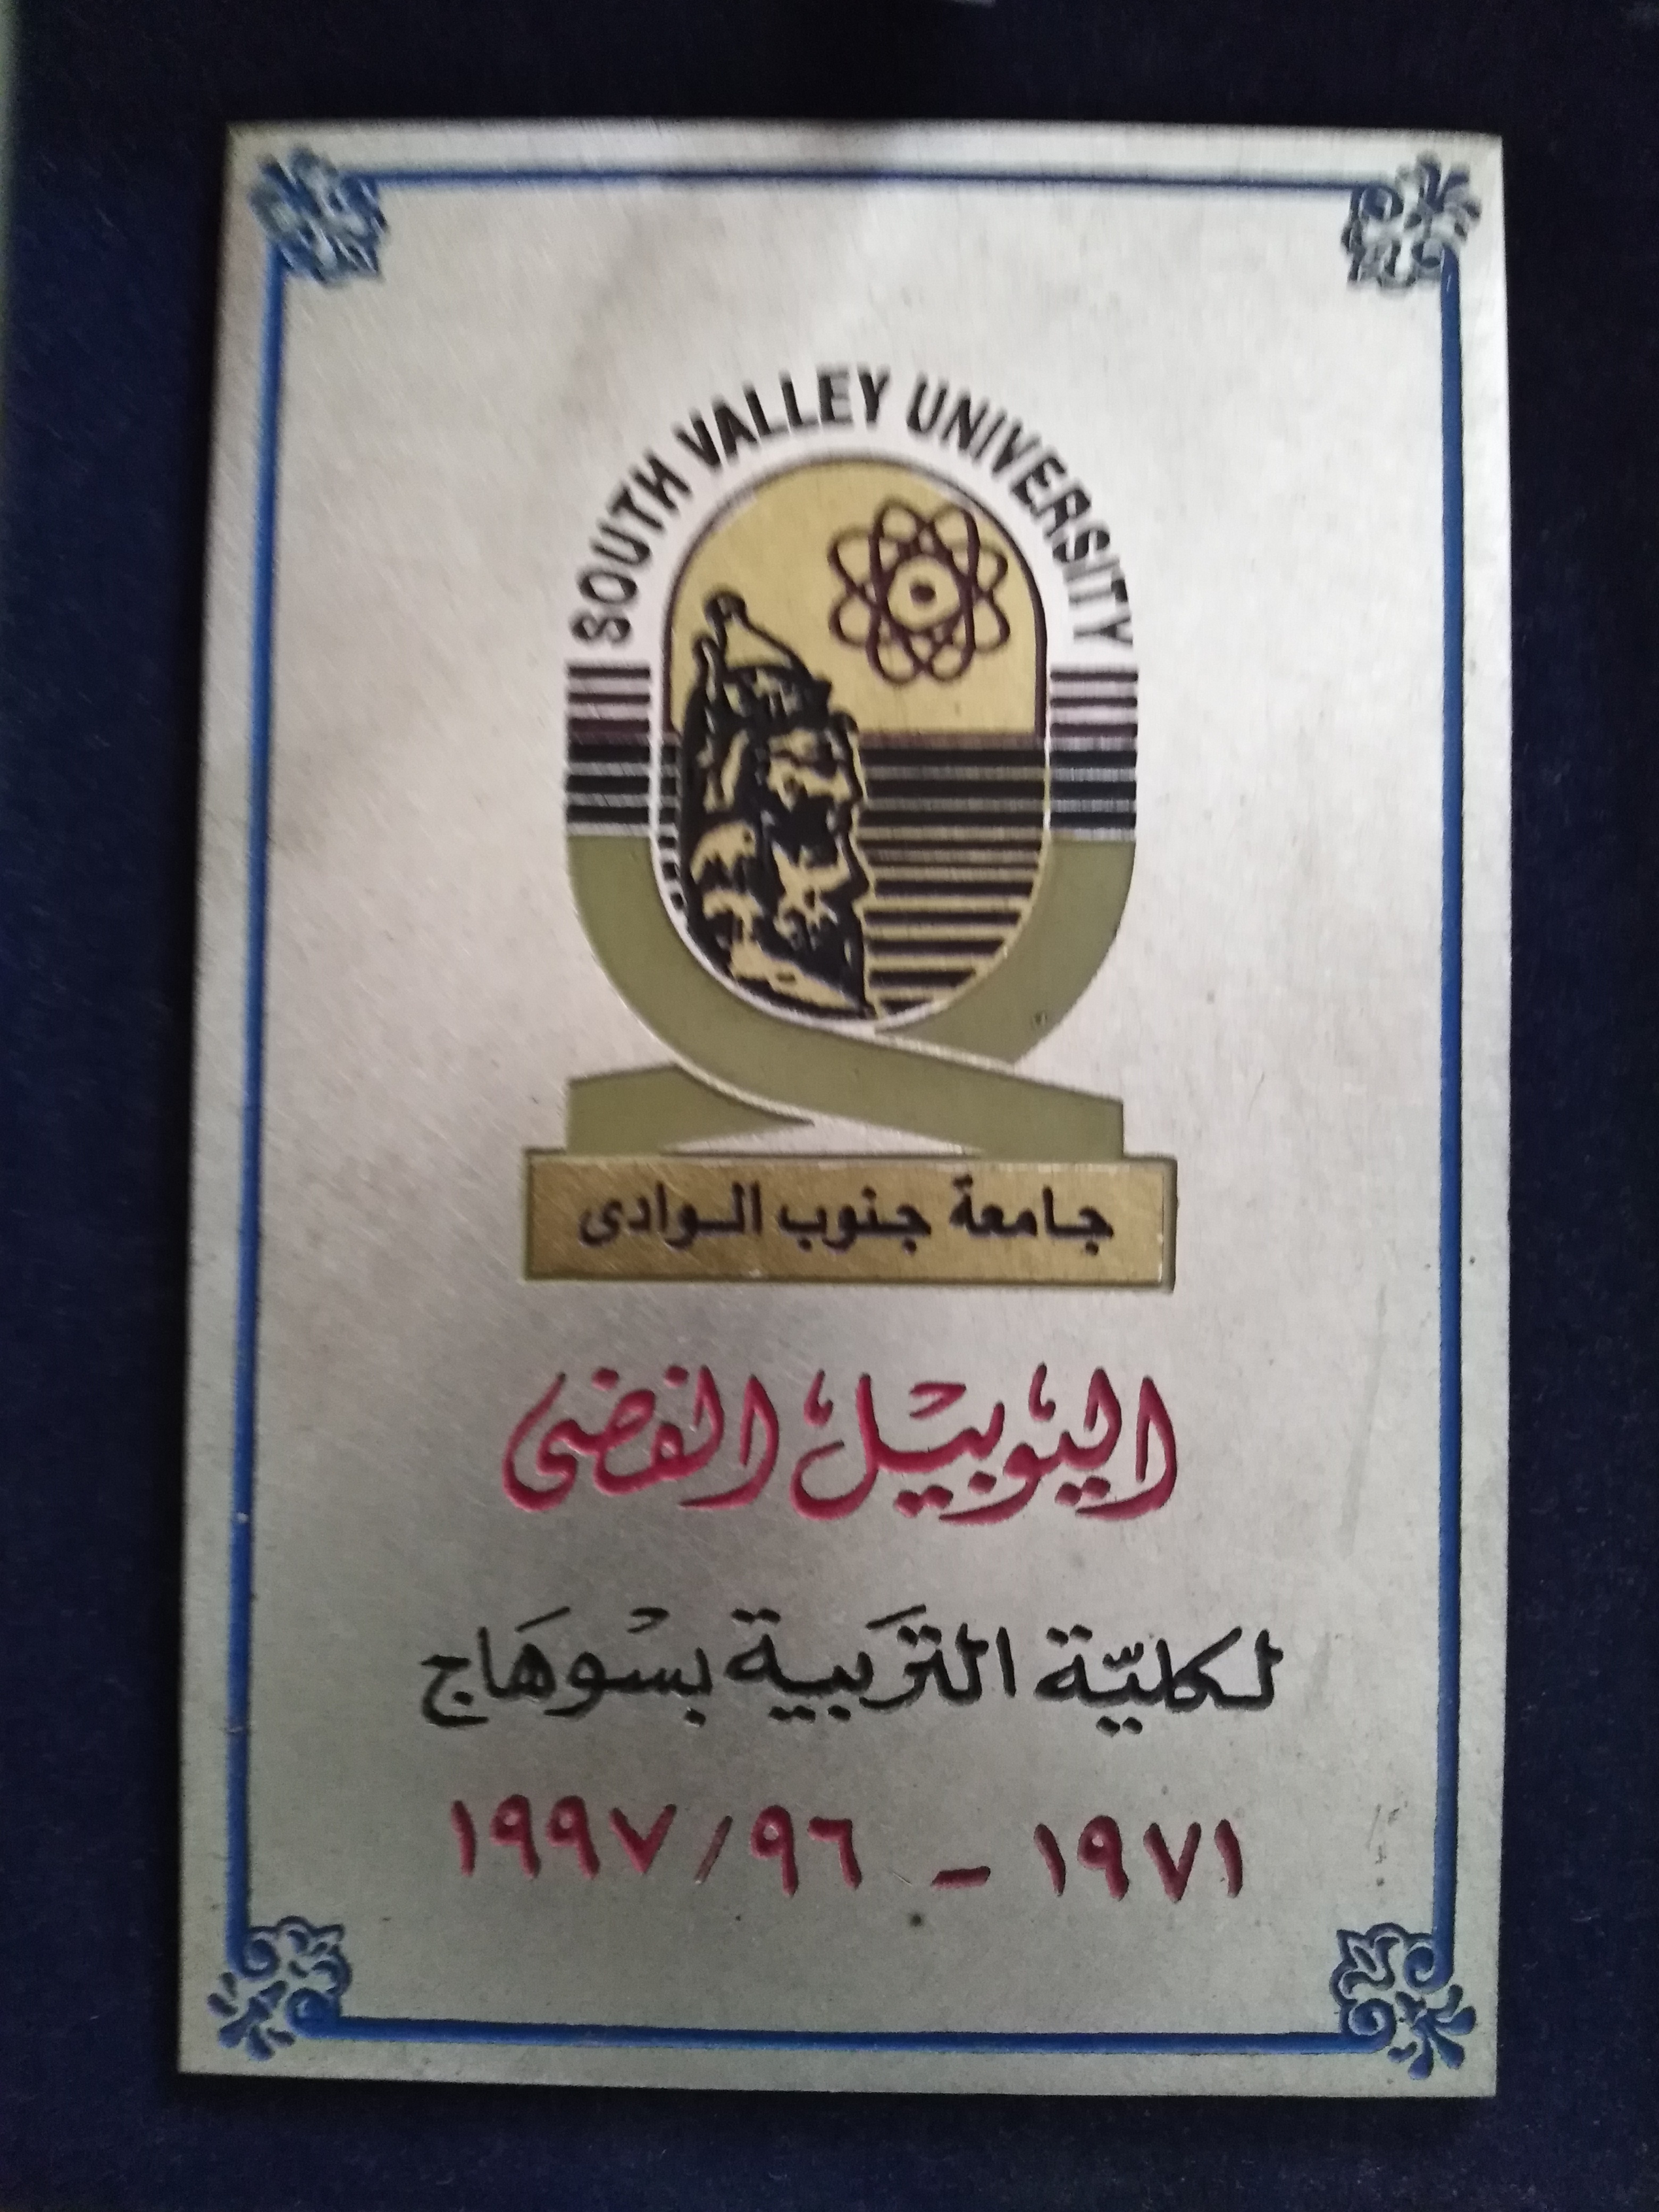 SOUTH VALLEY UNIVERSITY
جامعة جنوب الوادى
اليوبيل الفضى
لكليّة التربية بسوهاج
١٩٧١ - ٩٦/١٩٩٧